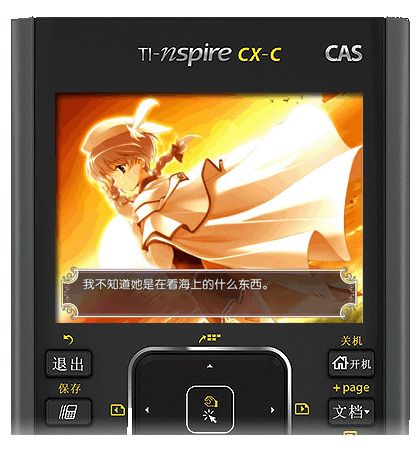 TI-nspire CX-C CAS
我不知道她是在看海上的什么东西。
关机
退出
开机
保存
+page
文档